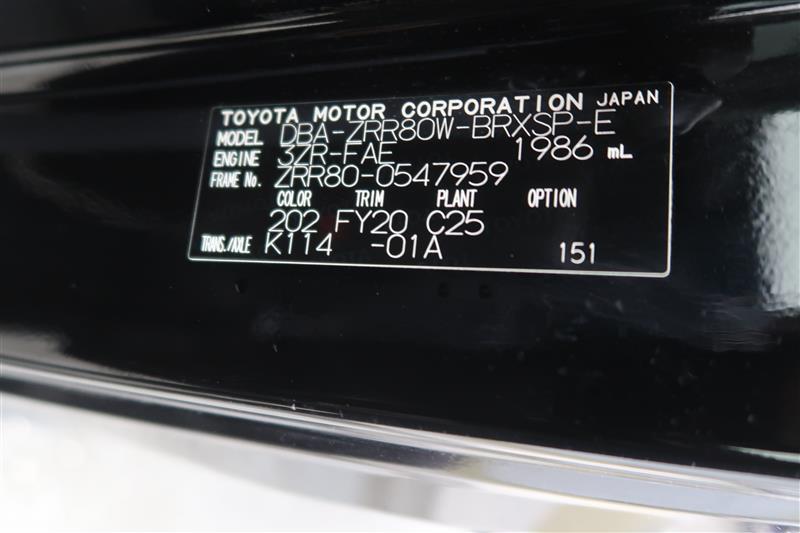 TOYOTA MOTOR CORPORATION JAPAN
MODEL DBA-ZRR80W-BRXSP-E
ENGINE 3ZR-FAE 1986 mL
FRAME No. ZRR80-0547959
COLOR TRIM PLANT OPTION
202 FY20 C25
TRANS./AXLE K114 -01A 151